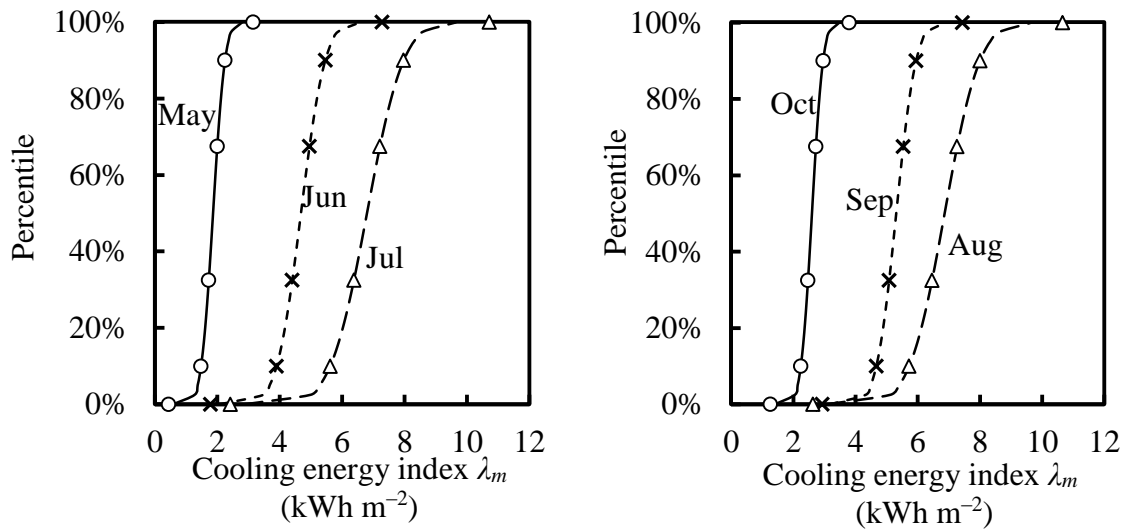 100%
80%
60%
40%
20%
0%
Percentile
May
Jun
Jul
0 2 4 6 8 10 12
Cooling energy index λm
(kWh m⁻²)
100%
80%
60%
40%
20%
0%
Percentile
Oct
Sep
Aug
0 2 4 6 8 10 12
Cooling energy index λm
(kWh m⁻²)